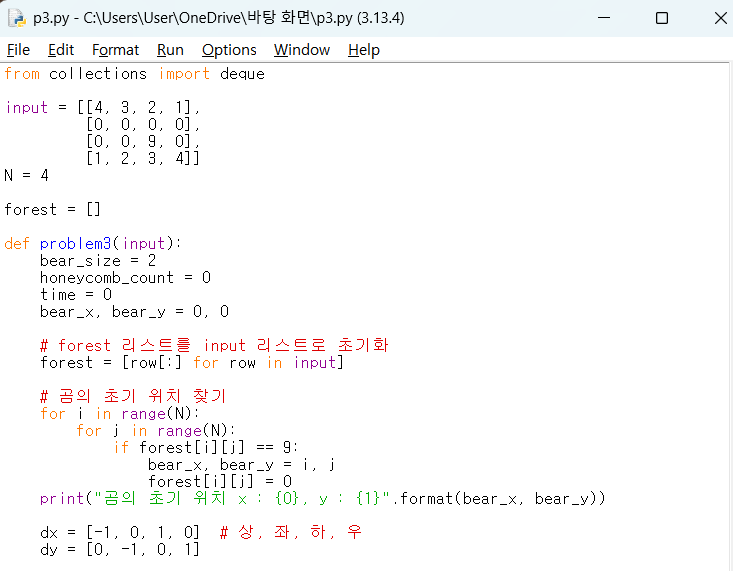 p3.py - C:\Users\User\OneDrive\바탕 화면\p3.py (3.13.4)
File Edit Format Run Options Window Help
from collections import deque

input = [[4, 3, 2, 1],
         [0, 0, 0, 0],
         [0, 0, 9, 0],
         [1, 2, 3, 4]]
N = 4

forest = []

def problem3(input):
    bear_size = 2
    honeycomb_count = 0
    time = 0
    bear_x, bear_y = 0, 0

    # forest 리스트를 input 리스트로 초기화
    forest = [row[:] for row in input]

    # 곰의 초기 위치 찾기
    for i in range(N):
        for j in range(N):
            if forest[i][j] == 9:
                bear_x, bear_y = i, j
                forest[i][j] = 0
    print("곰의 초기 위치 x : {0}, y : {1}".format(bear_x, bear_y))

    dx = [-1, 0, 1, 0]  # 상, 좌, 하, 우
    dy = [0, -1, 0, 1]